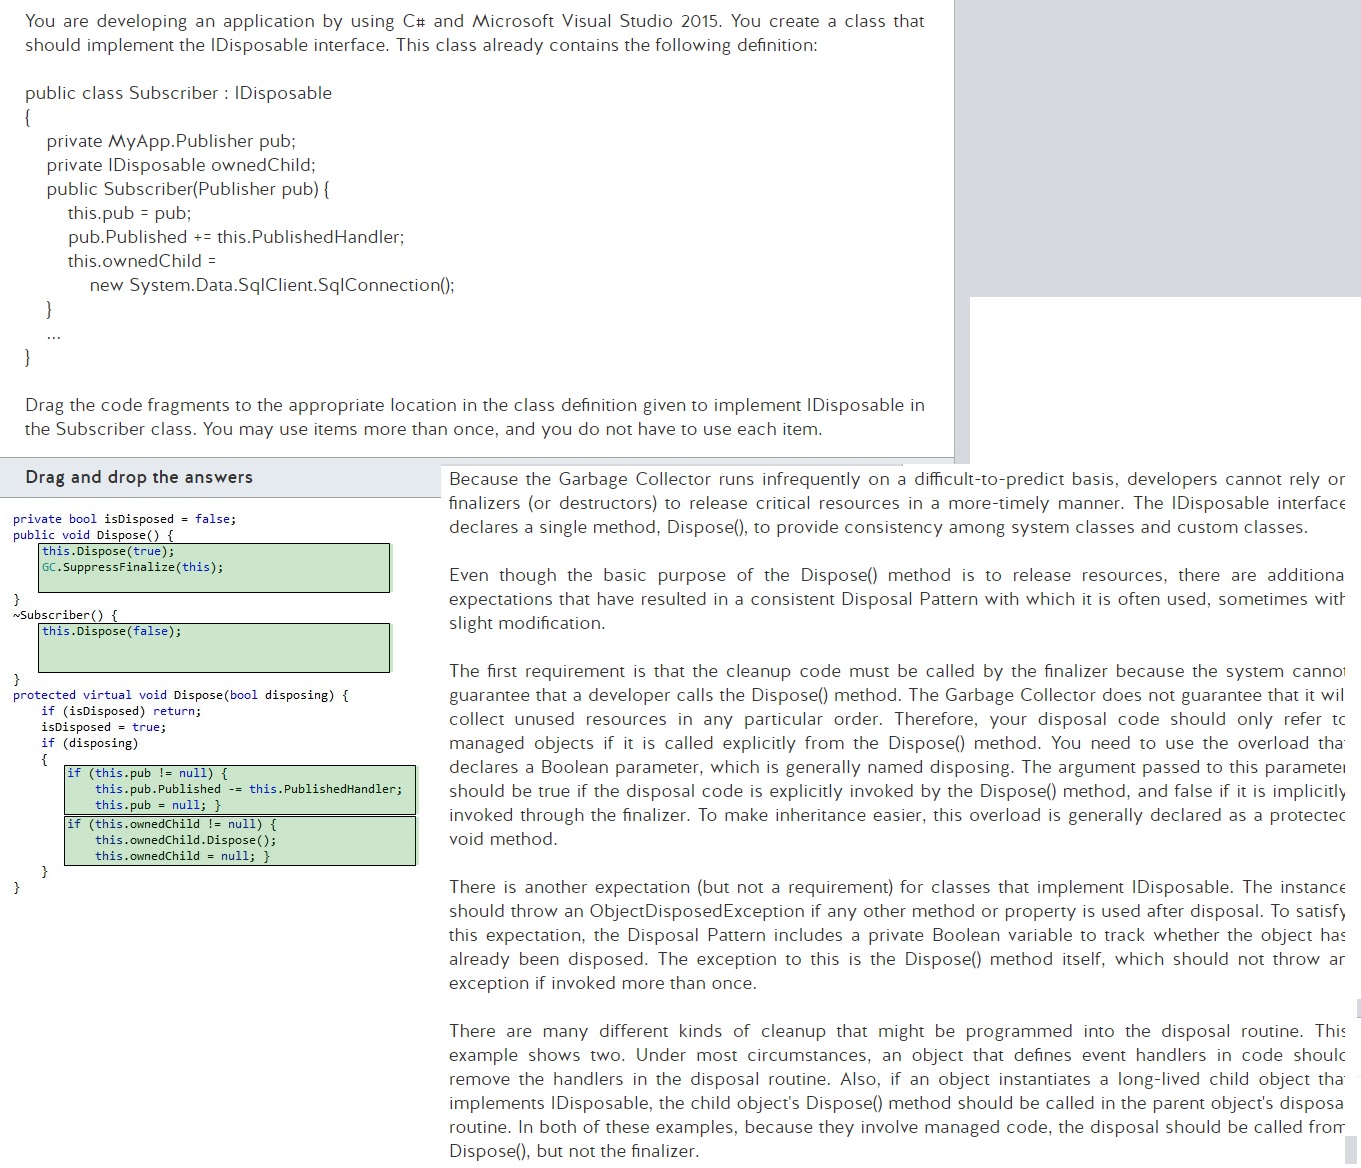 You are developing an application by using C# and Microsoft Visual Studio 2015. You create a class that
should implement the IDisposable interface. This class already contains the following definition:
public class Subscriber : IDisposable
{
private MyApp.Publisher pub;
private IDisposable ownedChild;
public Subscriber(Publisher pub) {
this.pub = pub;
pub.Published += this.PublishedHandler;
this.ownedChild =
new System.Data.SqlClient.SqlConnection();
}
...
}
Drag the code fragments to the appropriate location in the class definition given to implement IDisposable in
the Subscriber class. You may use items more than once, and you do not have to use each item.
Drag and drop the answers
private bool isDisposed = false;
public void Dispose() {
this.Dispose(true);
GC.SuppressFinalize(this);
}
~Subscriber() {
this.Dispose(false);
}
protected virtual void Dispose(bool disposing) {
if (isDisposed) return;
isDisposed = true;
if (disposing)
{
if (this.pub != null) {
this.pub.Published -= this.PublishedHandler;
this.pub = null; }
if (this.ownedChild != null) {
this.ownedChild.Dispose();
this.ownedChild = null; }
}
}
Because the Garbage Collector runs infrequently on a difficult-to-predict basis, developers cannot rely or
finalizers (or destructors) to release critical resources in a more-timely manner. The IDisposable interface
declares a single method, Dispose(), to provide consistency among system classes and custom classes.
Even though the basic purpose of the Dispose() method is to release resources, there are additiona
expectations that have resulted in a consistent Disposal Pattern with which it is often used, sometimes with
slight modification.
The first requirement is that the cleanup code must be called by the finalizer because the system cannot
guarantee that a developer calls the Dispose() method. The Garbage Collector does not guarantee that it wil
collect unused resources in any particular order. Therefore, your disposal code should only refer to
managed objects if it is called explicitly from the Dispose() method. You need to use the overload tha
declares a Boolean parameter, which is generally named disposing. The argument passed to this parameter
should be true if the disposal code is explicitly invoked by the Dispose() method, and false if it is implicitly
invoked through the finalizer. To make inheritance easier, this overload is generally declared as a protected
void method.
There is another expectation (but not a requirement) for classes that implement IDisposable. The instance
should throw an ObjectDisposedException if any other method or property is used after disposal. To satisfy
this expectation, the Disposal Pattern includes a private Boolean variable to track whether the object has
already been disposed. The exception to this is the Dispose() method itself, which should not throw ar
exception if invoked more than once.
There are many different kinds of cleanup that might be programmed into the disposal routine. This
example shows two. Under most circumstances, an object that defines event handlers in code should
remove the handlers in the disposal routine. Also, if an object instantiates a long-lived child object tha
implements IDisposable, the child object's Dispose() method should be called in the parent object's disposa
routine. In both of these examples, because they involve managed code, the disposal should be called from
Dispose(), but not the finalizer.